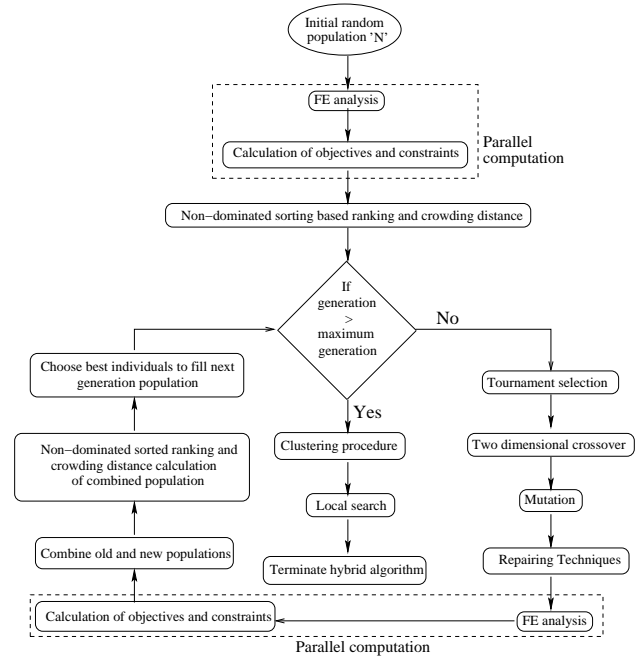 Initial random
population 'N'
FE analysis
Calculation of objectives and constraints
Parallel
computation
Non−dominated sorting based ranking and crowding distance
If
generation
>
maximum
generation
No
Yes
Choose best individuals to fill next
generation population
Tournament selection
Clustering procedure
Two dimensional crossover
Non−dominated sorted ranking and
crowding distance calculation
of combined population
Local search
Mutation
Combine old and new populations
Terminate hybrid algorithm
Repairing Techniques
Calculation of objectives and constraints
FE analysis
Parallel computation